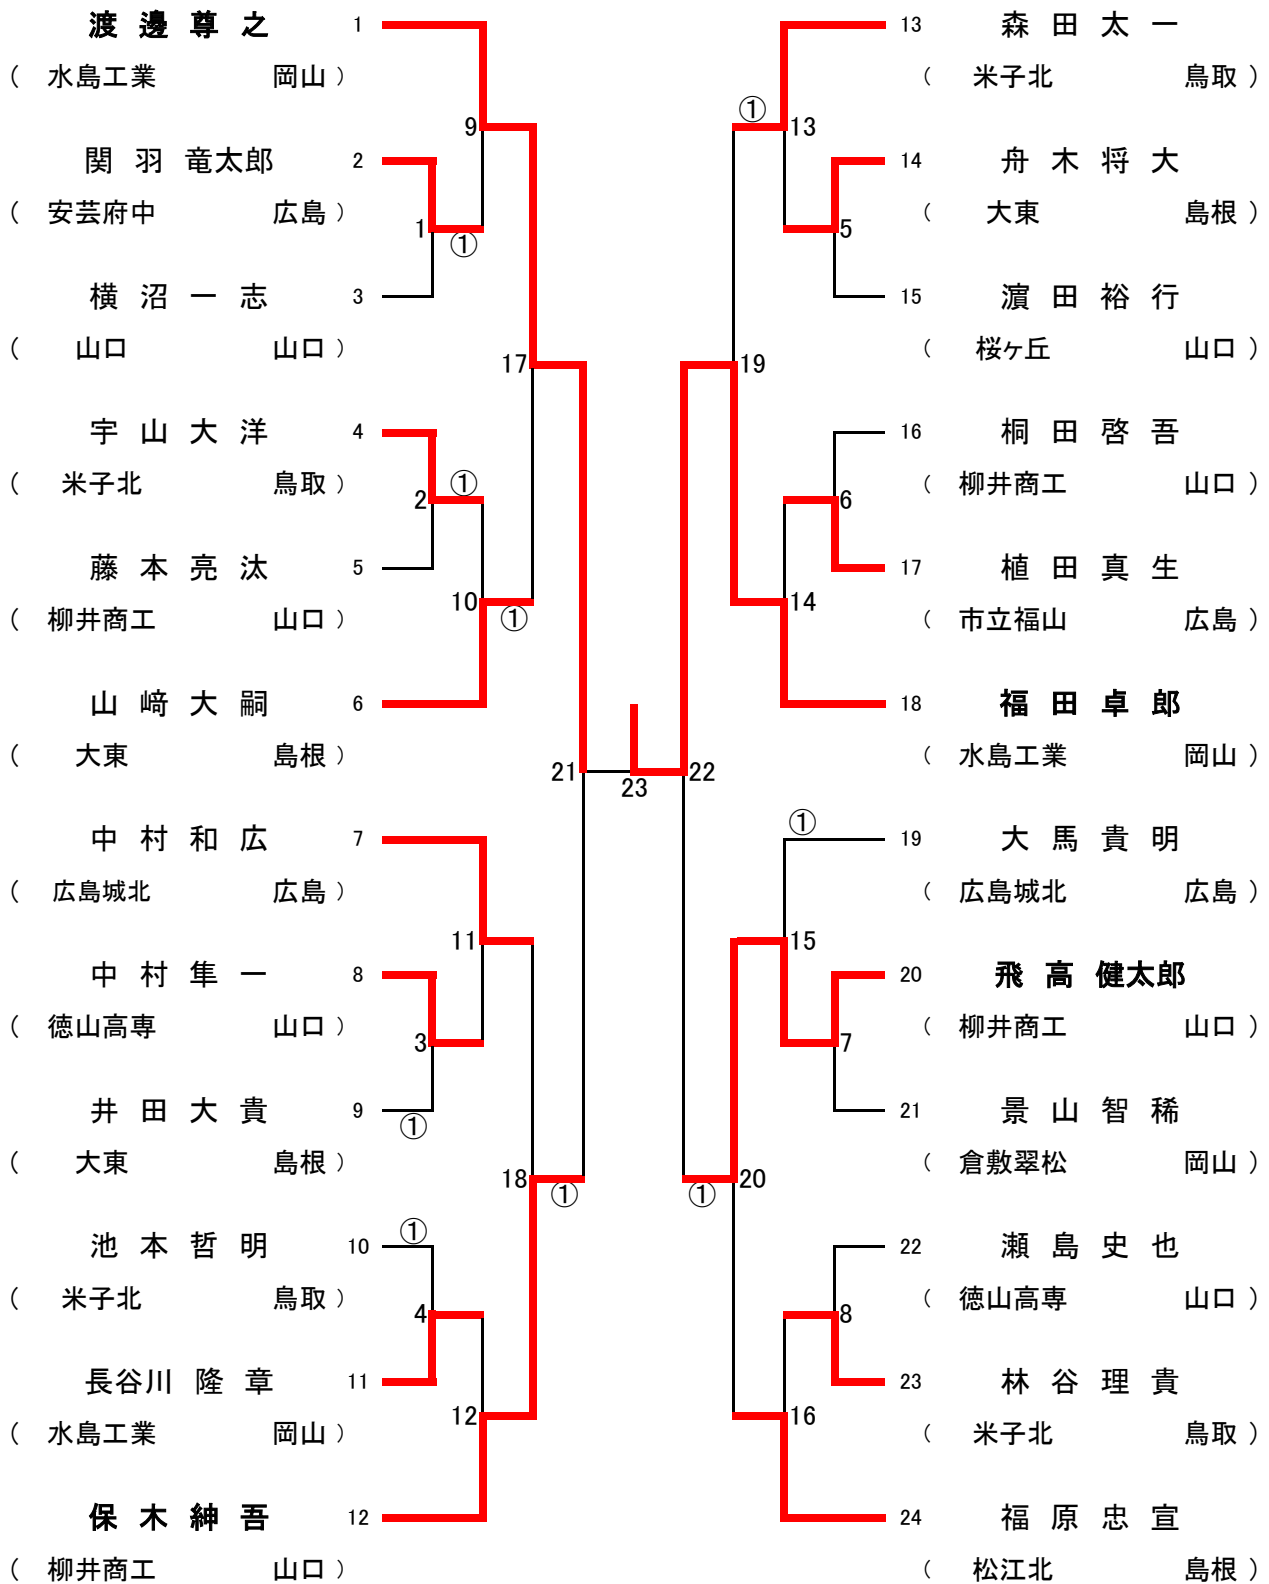 渡邊尊之 1
( 水島工業 岡山 )
9
関羽竜太郎 2
( 安芸府中 広島 )
1 ①
横沼一志 3
( 山口 山口 )
17
宇山大洋 4
( 米子北 鳥取 )
2 ①
藤本亮汰 5
10 ①
( 柳井商工 山口 )
山﨑大嗣 6
( 大東 島根 )
21
中村和広 7
( 広島城北 広島 )
11
中村隼一 8
( 徳山高専 山口 )
3
井田大貴 9 ①
( 大東 島根 )
18 ①
池本哲明 10 ①
( 米子北 鳥取 )
4
長谷川隆章 11
12
( 水島工業 岡山 )
保木紳吾 12
( 柳井商工 山口 )
23
13 森田太一
( 米子北 鳥取 )
① 13
14 舟木将大
( 大東 島根 )
5
15 濵田裕行
( 桜ヶ丘 山口 )
19
16 桐田啓吾
( 柳井商工 山口 )
6
17 植田真生
14
( 市立福山 広島 )
18 福田卓郎
( 水島工業 岡山 )
22
① 19 大馬貴明
( 広島城北 広島 )
15
20 飛高健太郎
( 柳井商工 山口 )
7
21 景山智稀
( 倉敷翠松 岡山 )
① 20
22 瀬島史也
( 徳山高専 山口 )
8
23 林谷理貴
16
( 米子北 鳥取 )
24 福原忠宣
( 松江北 島根 )